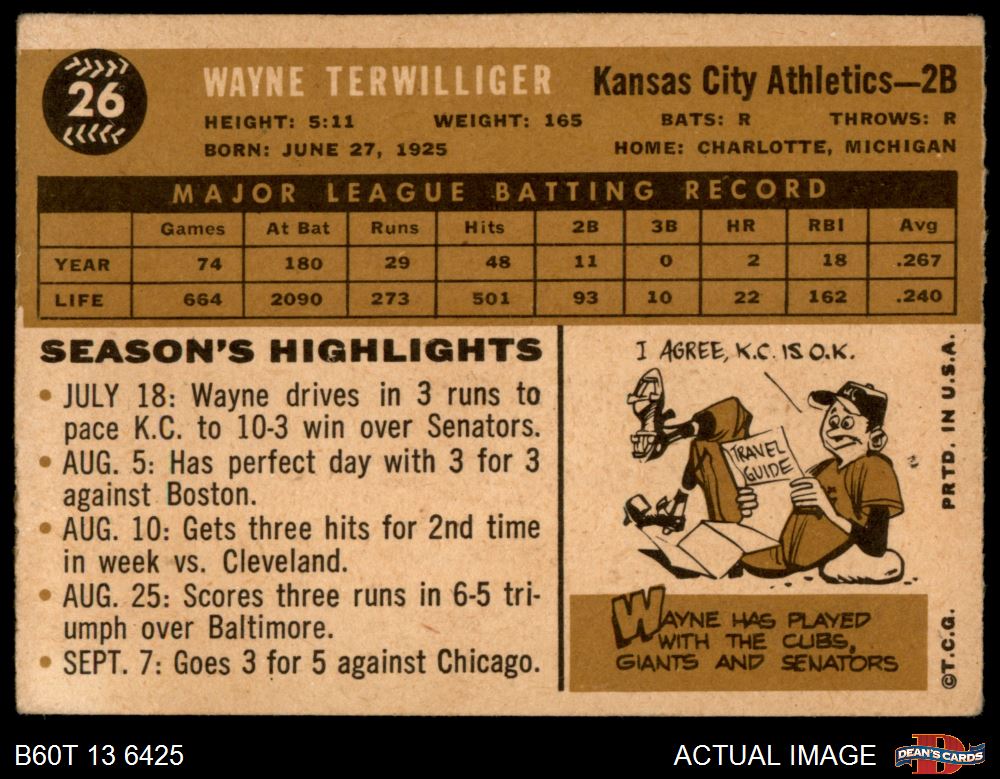 26
WAYNE TERWILLIGER
Kansas City Athletics—2B
HEIGHT: 5:11 WEIGHT: 165 BATS: R THROWS: R
BORN: JUNE 27, 1925 HOME: CHARLOTTE, MICHIGAN
MAJOR LEAGUE BATTING RECORD
Games At Bat Runs Hits 2B 3B HR RBI Avg
YEAR 74 180 29 48 11 0 2 18 .267
LIFE 664 2090 273 501 93 10 22 162 .240
SEASON'S HIGHLIGHTS
• JULY 18: Wayne drives in 3 runs to
pace K.C. to 10-3 win over Senators.
• AUG. 5: Has perfect day with 3 for 3
against Boston.
• AUG. 10: Gets three hits for 2nd time
in week vs. Cleveland.
• AUG. 25: Scores three runs in 6-5 tri-
umph over Baltimore.
• SEPT. 7: Goes 3 for 5 against Chicago.
I AGREE, K.C. IS O.K.
TRAVEL
GUIDE
WAYNE HAS PLAYED
WITH THE CUBS,
GIANTS AND SENATORS
©T.C.G. PRTD. IN U.S.A.
B60T 13 6425
ACTUAL IMAGE
DEAN'S CARDS